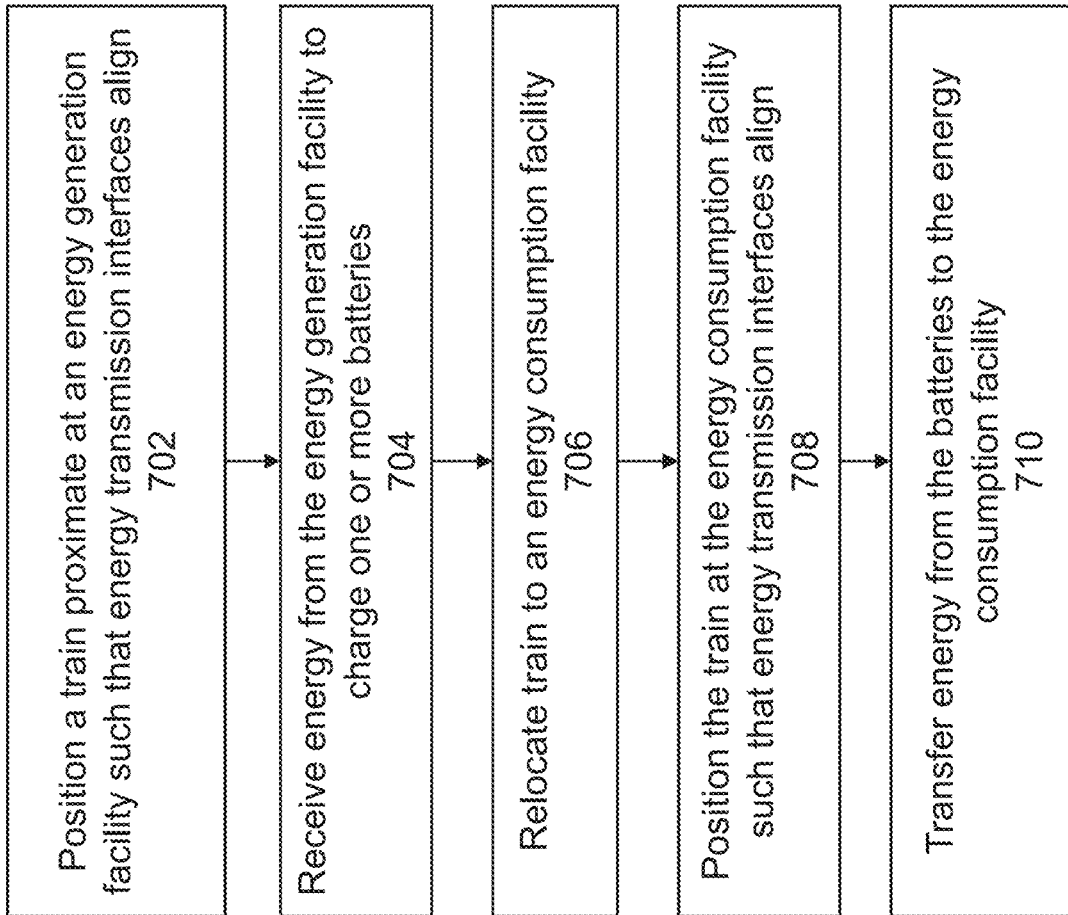 Position a train proximate at an energy generation
facility such that energy transmission interfaces align
702
Receive energy from the energy generation facility to
charge one or more batteries
704
Relocate train to an energy consumption facility
706
Position the train at the energy consumption facility
such that energy transmission interfaces align
708
Transfer energy from the batteries to the energy
consumption facility
710